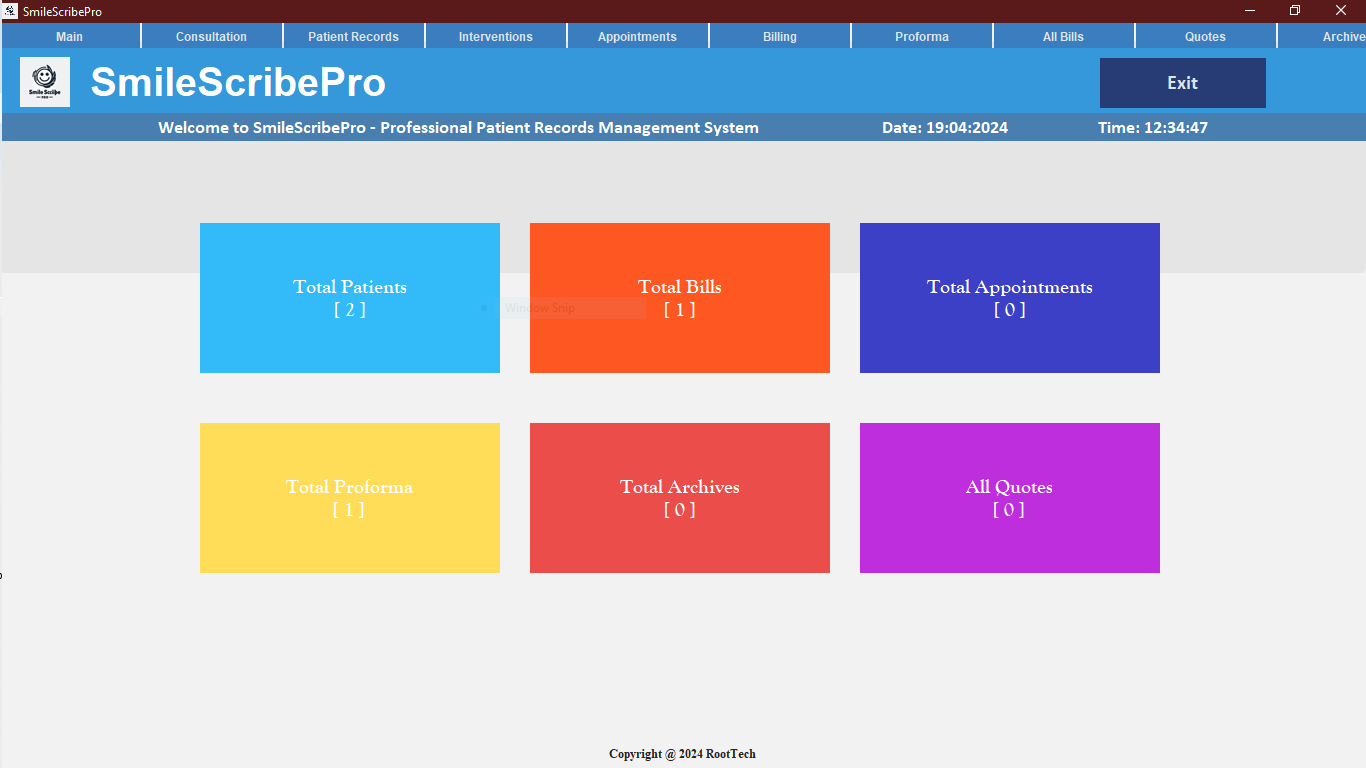 SmileScribePro
Main Consultation Patient Records Interventions Appointments Billing Proforma All Bills Quotes Archive
Smile Scribe
PRO
SmileScribePro
Exit
Welcome to SmileScribePro - Professional Patient Records Management System Date: 19:04:2024 Time: 12:34:47
Total Patients
[ 2 ]
Total Bills
[ 1 ]
Total Appointments
[ 0 ]
Window Snip
Total Proforma
[ 1 ]
Total Archives
[ 0 ]
All Quotes
[ 0 ]
Copyright @ 2024 RootTech